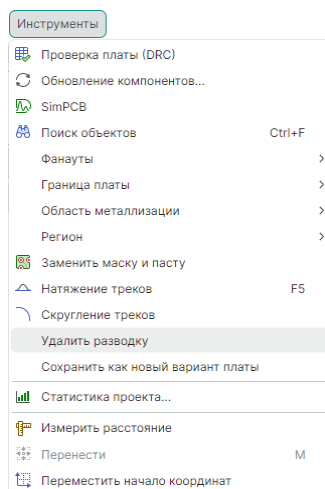 Инструменты
Проверка платы (DRC)
Обновление компонентов...
SimPCB
Поиск объектов Ctrl+F
Фанауты
Граница платы
Область металлизации
Регион
Заменить маску и пасту
Натяжение треков F5
Скругление треков
Удалить разводку
Сохранить как новый вариант платы
Статистика проекта...
Измерить расстояние
Перенести M
Переместить начало координат